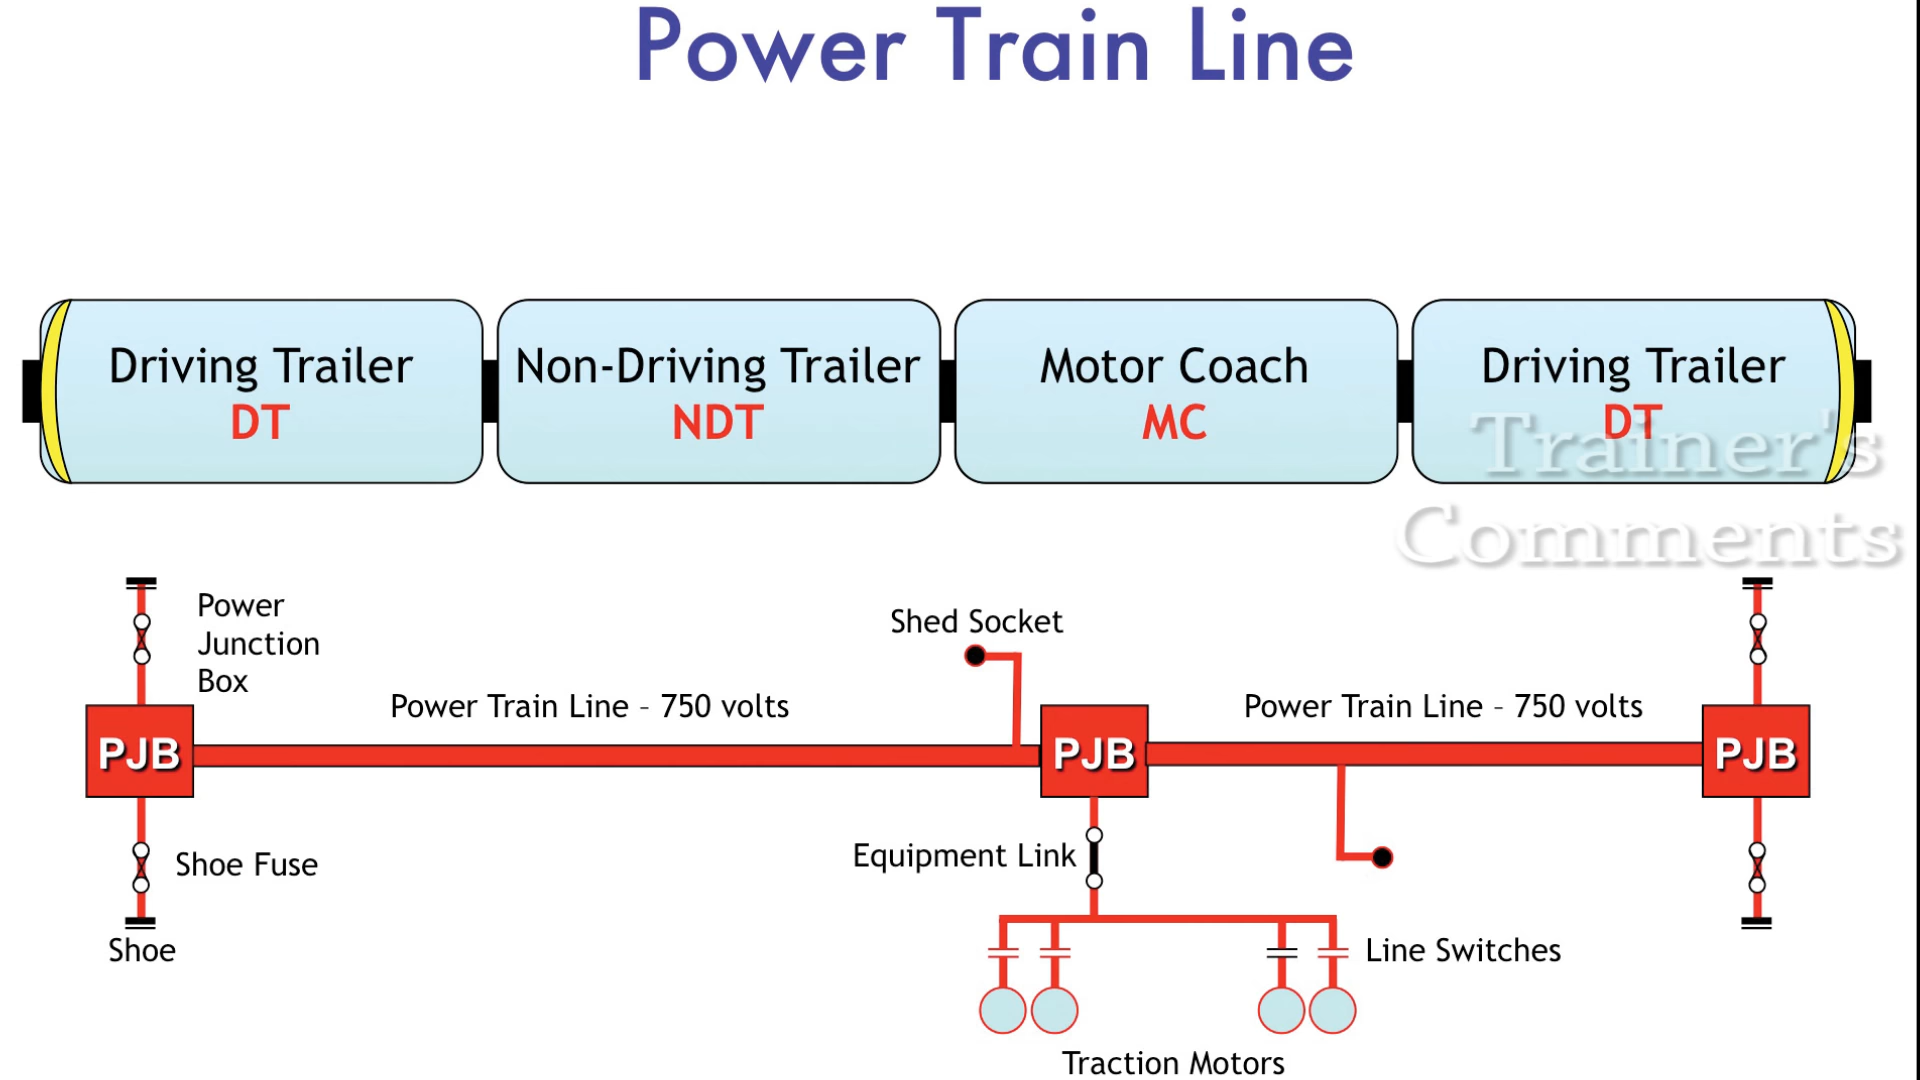 Power Train Line
Driving Trailer
DT
Non-Driving Trailer
NDT
Motor Coach
MC
Driving Trailer
DT
Trainer's
Comments
Power
Junction
Box
Shed Socket
Power Train Line – 750 volts
Power Train Line – 750 volts
PJB
PJB
PJB
Shoe Fuse
Equipment Link
Shoe
Line Switches
Traction Motors